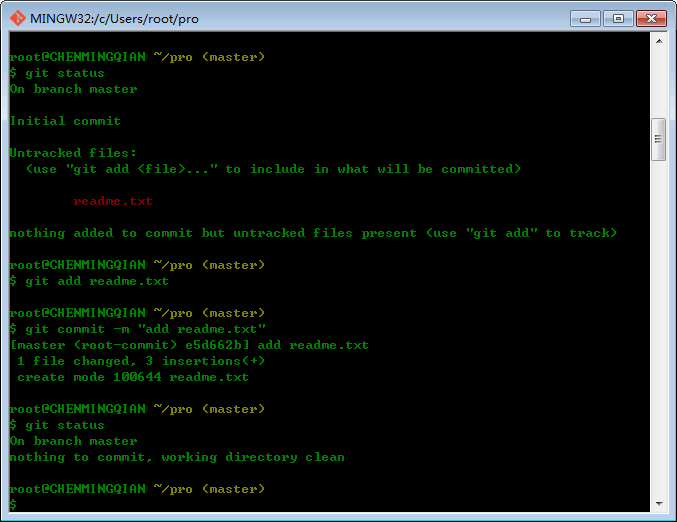 MINGW32:/c/Users/root/pro
root@CHENMINGQIAN ~/pro (master)
$ git status
On branch master
Initial commit
Untracked files:
(use "git add <file>..." to include in what will be committed)
readme.txt
nothing added to commit but untracked files present (use "git add" to track)
root@CHENMINGQIAN ~/pro (master)
$ git add readme.txt
root@CHENMINGQIAN ~/pro (master)
$ git commit -m "add readme.txt"
[master (root-commit) e5d662b] add readme.txt
1 file changed, 3 insertions(+)
create mode 100644 readme.txt
root@CHENMINGQIAN ~/pro (master)
$ git status
On branch master
nothing to commit, working directory clean
root@CHENMINGQIAN ~/pro (master)
$